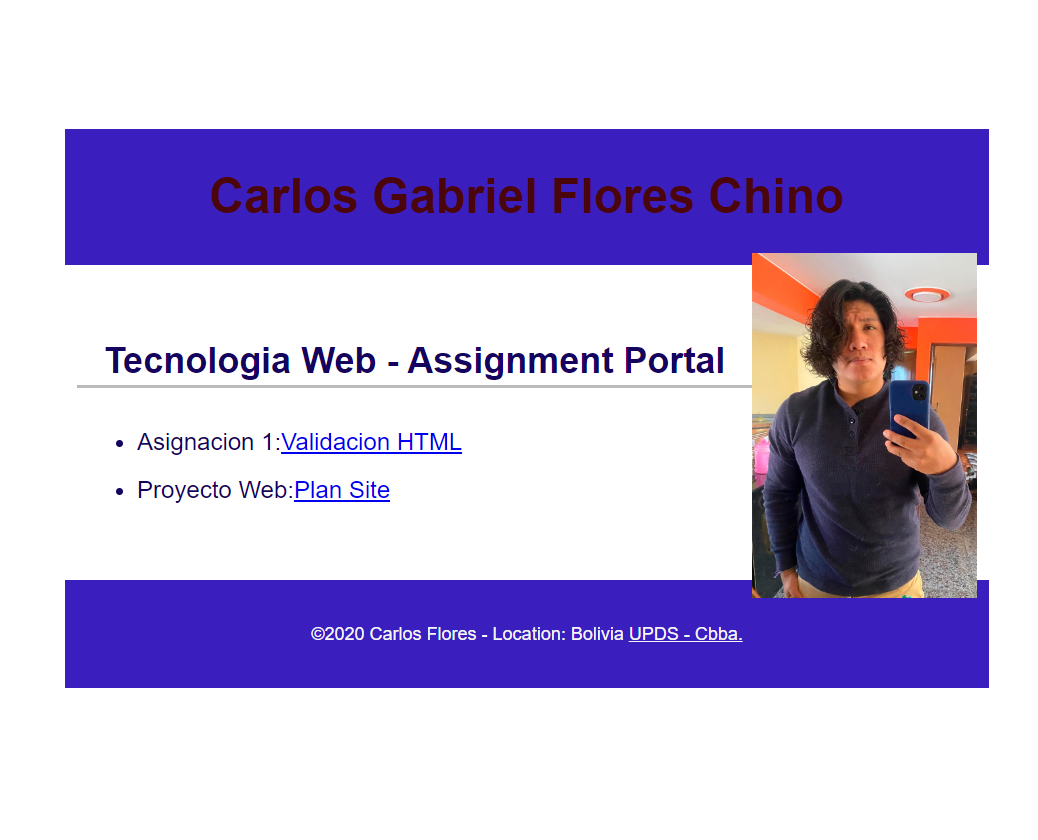 Carlos Gabriel Flores Chino
Tecnologia Web - Assignment Portal
Asignacion 1:Validacion HTML
Proyecto Web:Plan Site
©2020 Carlos Flores - Location: Bolivia UPDS - Cbba.